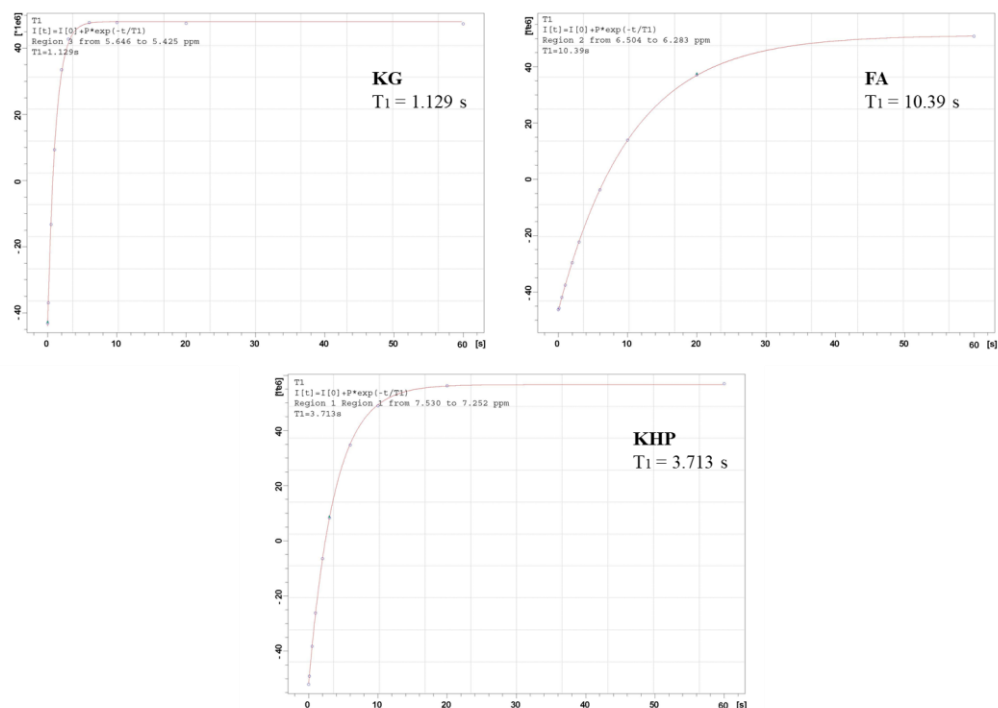 T1
I[t]=I[0]+P*exp(-t/T1)
Region 3 from 5.646 to 5.425 ppm
T1=1.129s
KG
T1 = 1.129 s
[*1e6]
40
20
0
- 20
- 40
0
10
20
30
40
50
60
[s]
T1
I[t]=I[0]+P*exp(-t/T1)
Region 2 from 6.504 to 6.283 ppm
T1=10.39s
FA
T1 = 10.39 s
40
20
0
- 20
- 40
0
10
20
30
40
50
60
[s]
T1
I[t]=I[0]+P*exp(-t/T1)
Region 1 Region 1 from 7.530 to 7.252 ppm
T1=3.713s
KHP
T1 = 3.713 s
40
20
0
- 20
- 40
0
10
20
30
40
50
60
[s]